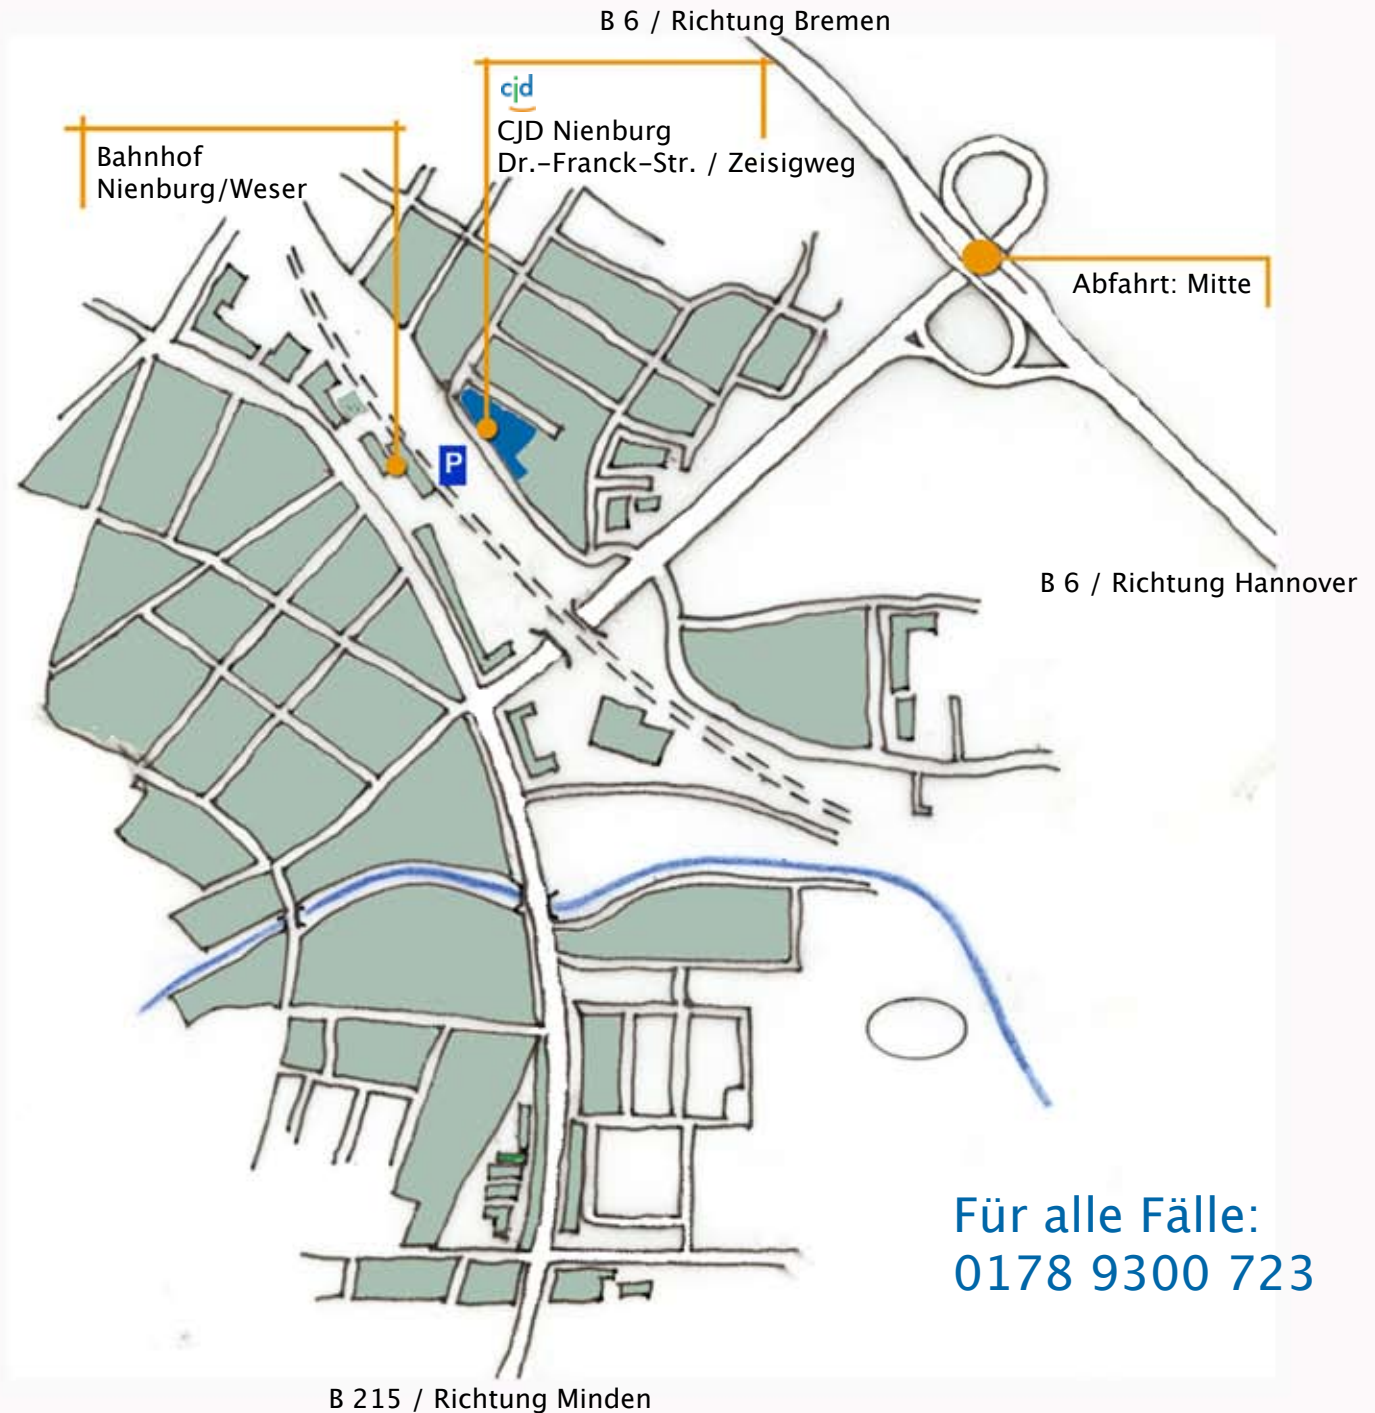 B 6 / Richtung Bremen
cjd
CJD Nienburg
Dr.-Franck-Str. / Zeisigweg
Bahnhof
Nienburg/Weser
Abfahrt: Mitte
P
B 6 / Richtung Hannover
Für alle Fälle:
0178 9300 723
B 215 / Richtung Minden